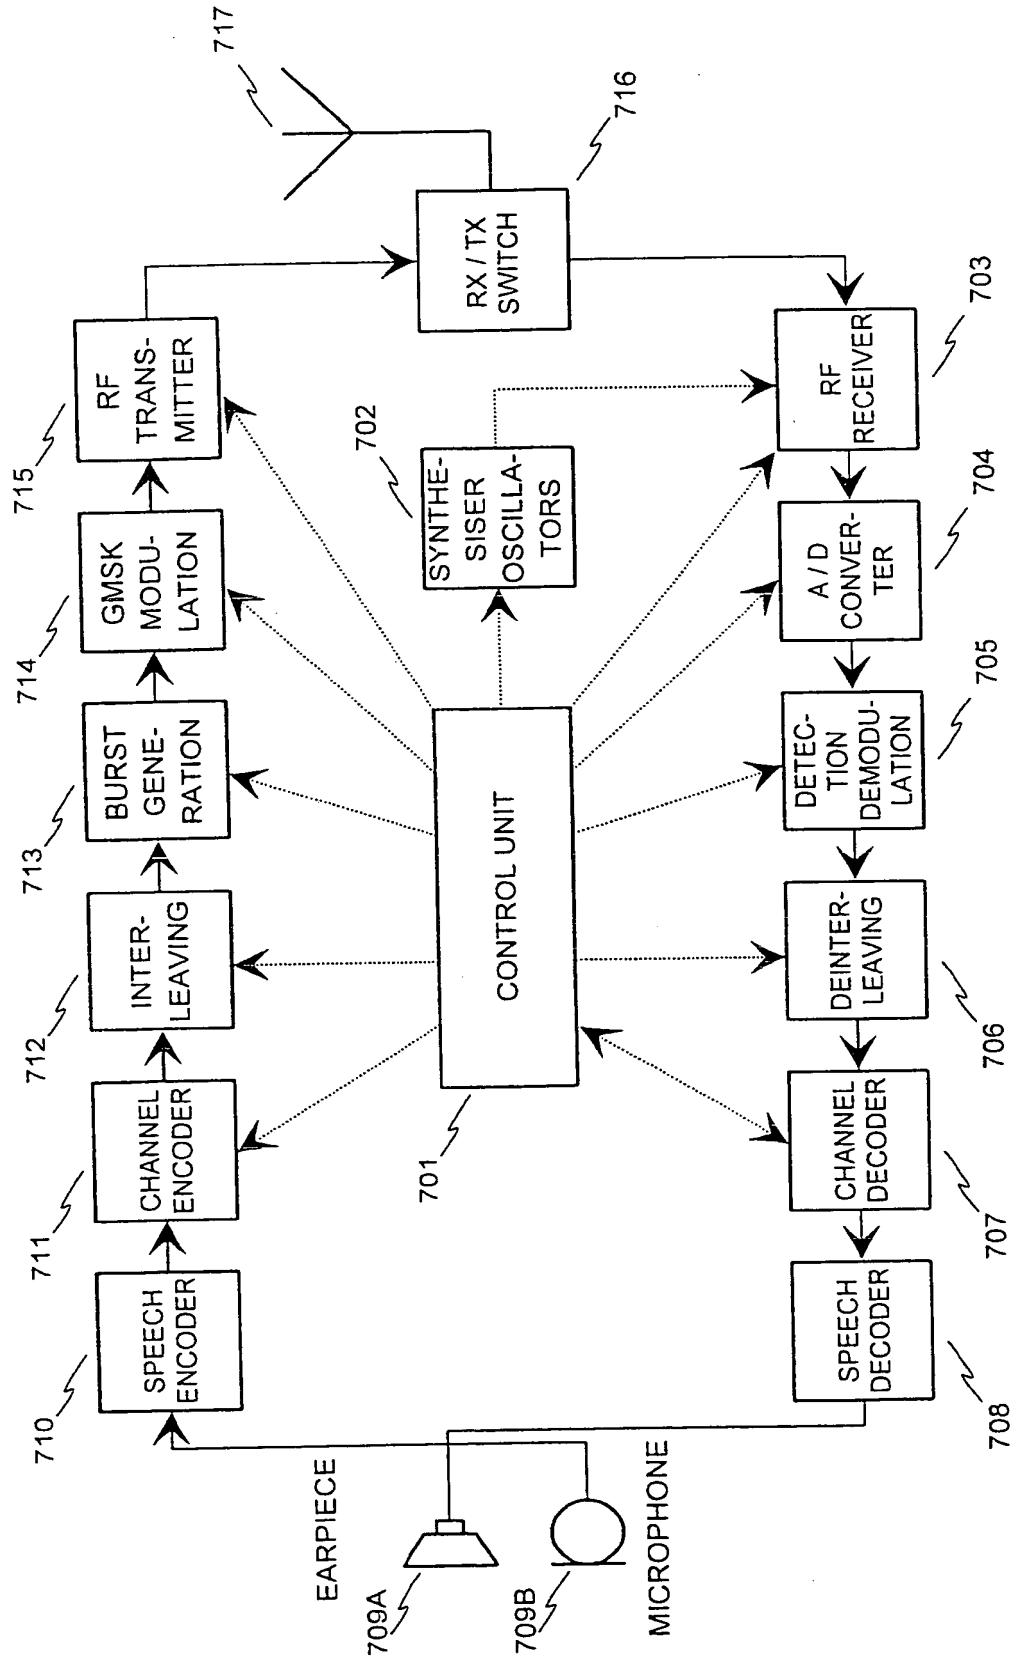 717
716
RX / TX
SWITCH
715
RF
TRANS-
MITTER
714
GMSK
MODU-
LATION
713
BURST
GENE-
RATION
712
INTER-
LEAVING
711
CHANNEL
ENCODER
710
SPEECH
ENCODER
702
SYNTHE-
SISER
OSCILLA-
TORS
701
CONTROL UNIT
703
RF
RECEIVER
704
A / D
CONVER-
TER
705
DETEC-
TION
DEMODU-
LATION
706
DEINTER-
LEAVING
707
CHANNEL
DECODER
708
SPEECH
DECODER
EARPIECE
709A
709B
MICROPHONE